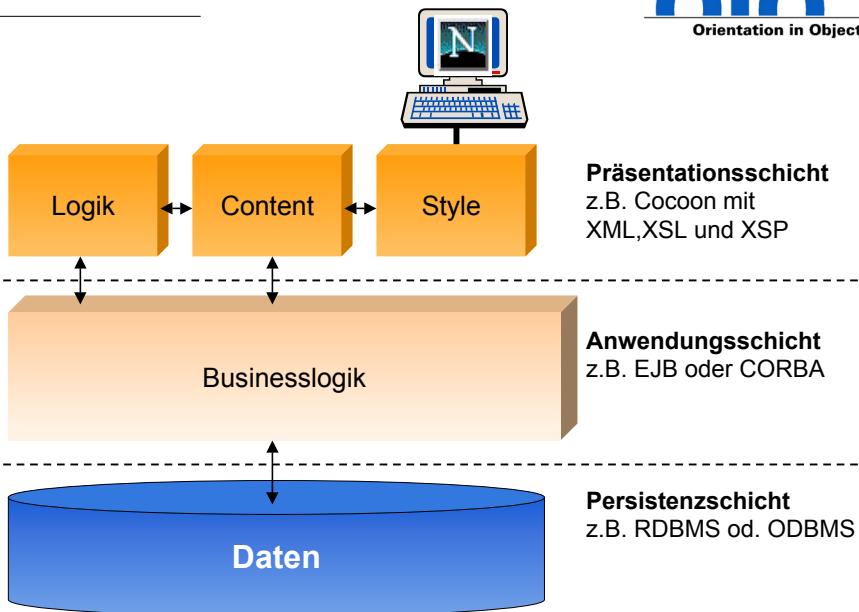 Orientation in Object
N
Logik
Content
Style
Präsentationsschicht
z.B. Cocoon mit
XML,XSL und XSP
Businesslogik
Anwendungsschicht
z.B. EJB oder CORBA
Daten
Persistenzschicht
z.B. RDBMS od. ODBMS